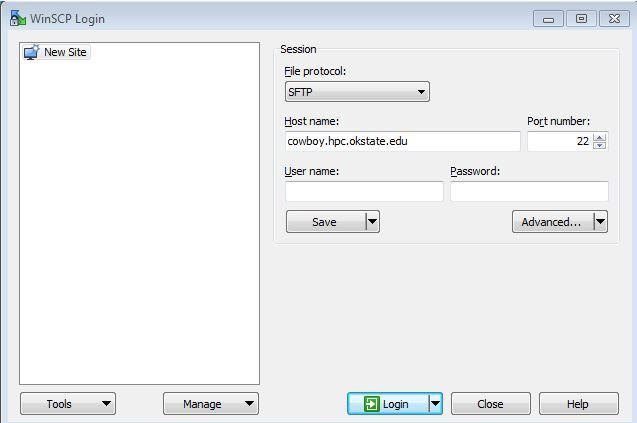 WinSCP Login
New Site
Session
File protocol:
SFTP
Host name:
Port number:
cowboy.hpc.okstate.edu
22
User name:
Password:
Save
Advanced...
Tools
Manage
Login
Close
Help